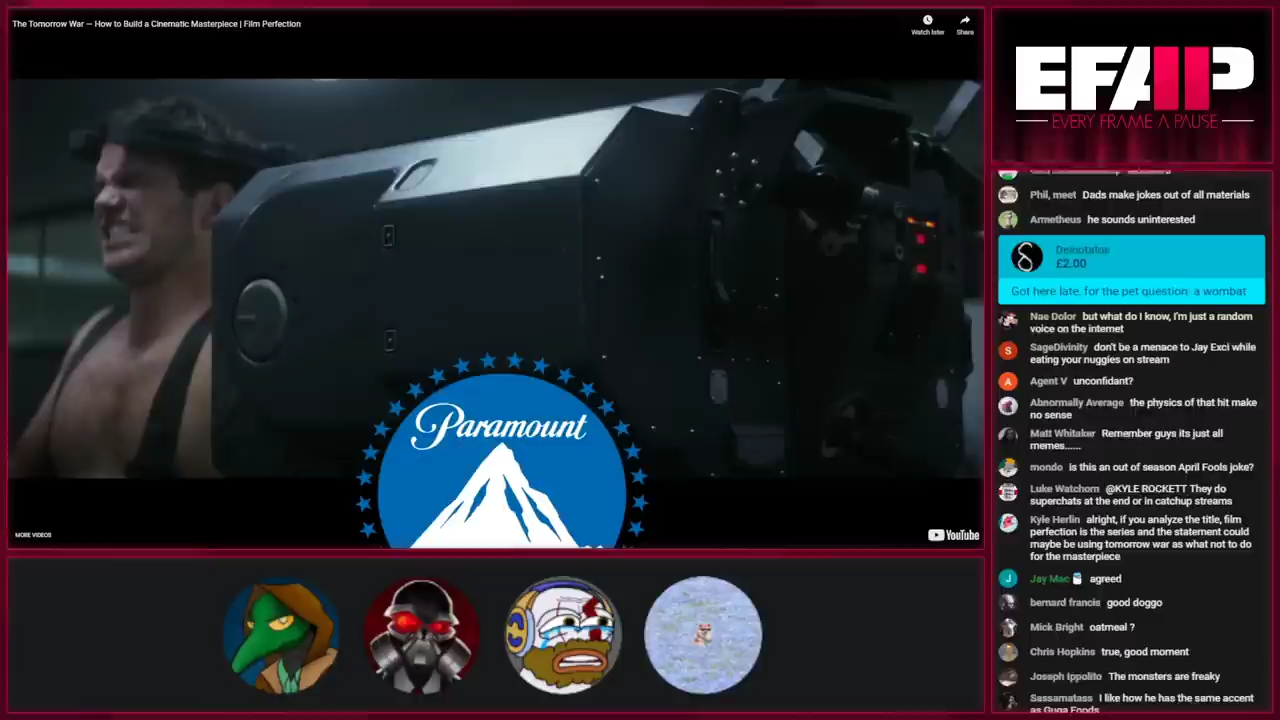 The Tomorrow War — How to Build a Cinematic Masterpiece | Film Perfection
Watch later
Share
Paramount
MORE VIDEOS
YouTube
EFAP
EVERY FRAME A PAUSE
Phil, meet Dads make jokes out of all materials
Armetheus he sounds uninterested
Deinotatos
£2.00
Got here late, for the pet question: a wombat
Nae Dolor but what do I know, I'm just a random
voice on the internet
S
SageDivinity don't be a menace to Jay Exci while
eating your nuggies on stream
A
Agent V unconfidant?
Abnormally Average the physics of that hit make
no sense
Matt Whitaker Remember guys its just all
memes......
mondo is this an out of season April Fools joke?
Luke Watchorn @KYLE ROCKETT They do
superchats at the end or in catchup streams
Kyle Herlin alright, if you analyze the title, film
perfection is the series and the statement could
maybe be using tomorrow war as what not to do
for the masterpiece
J
Jay Mac agreed
bernard francis good doggo
Mick Bright oatmeal ?
Chris Hopkins true, good moment
Joseph Ippolito The monsters are freaky
Sassamatass I like how he has the same accent
as Guga Foods